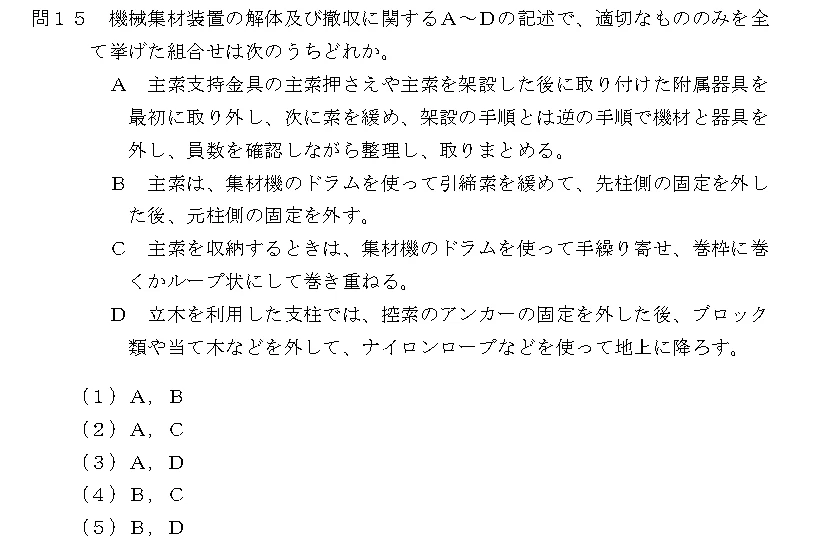 問１５　機械集材装置の解体及び撤収に関するＡ～Ｄの記述で、適切なもののみを全
て挙げた組合せは次のうちどれか。
Ａ　主索支持金具の主索押さえや主索を架設した後に取り付けた附属器具を
最初に取り外し、次に索を緩め、架設の手順とは逆の手順で機材と器具を
外し、員数を確認しながら整理し、取りまとめる。
Ｂ　主索は、集材機のドラムを使って引締索を緩めて、先柱側の固定を外し
た後、元柱側の固定を外す。
Ｃ　主索を収納するときは、集材機のドラムを使って手繰り寄せ、巻枠に巻
くかループ状にして巻き重ねる。
Ｄ　立木を利用した支柱では、控索のアンカーの固定を外した後、ブロック
類や当て木などを外して、ナイロンロープなどを使って地上に降ろす。
（１）Ａ，Ｂ
（２）Ａ，Ｃ
（３）Ａ，Ｄ
（４）Ｂ，Ｃ
（５）Ｂ，Ｄ